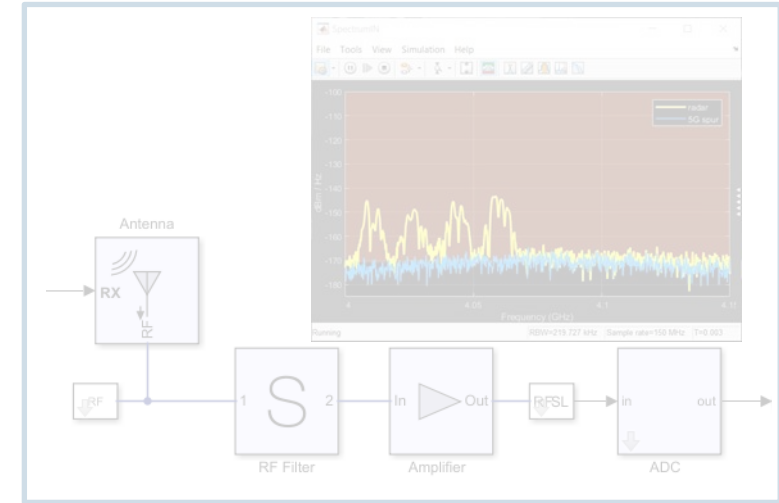 SpectrumIN
File Tools View Simulation Help
-100
radar
-110
5G spur
-120
-130
-140
dBm / Hz
-150
-160
-170
-180
4
4.05
4.1
4.15
Frequency (GHz)
Running
RBW=219.727 kHz Sample rate=150 MHz T=0.003
Antenna
RX
RF
RF
1
S
2
In
Out
in
out
RF Filter
Amplifier
ADC